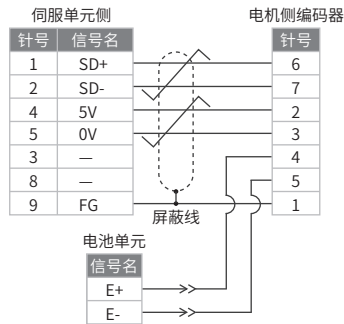 伺服单元侧 电机侧编码器
针号 信号名 针号
1 SD+ 6
2 SD- 7
4 5V 2
5 0V 3
3 — 4
8 — 5
9 FG 1
屏蔽线
电池单元
信号名
E+
E-